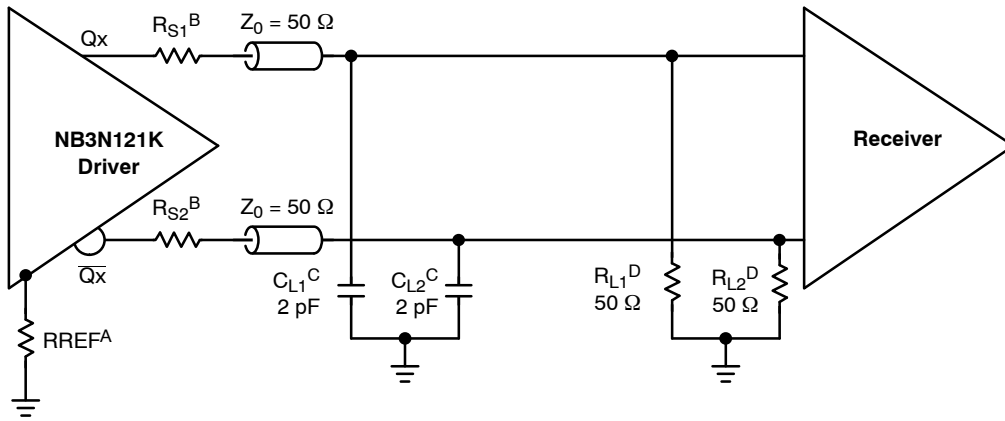 Qx
R_S1^B
Z_0 = 50 Ω
NB3N121K
Driver
Receiver
R_S2^B
Z_0 = 50 Ω
Q̅x̅
C_L1^C
2 pF
C_L2^C
2 pF
R_L1^D
50 Ω
R_L2^D
50 Ω
RREF^A